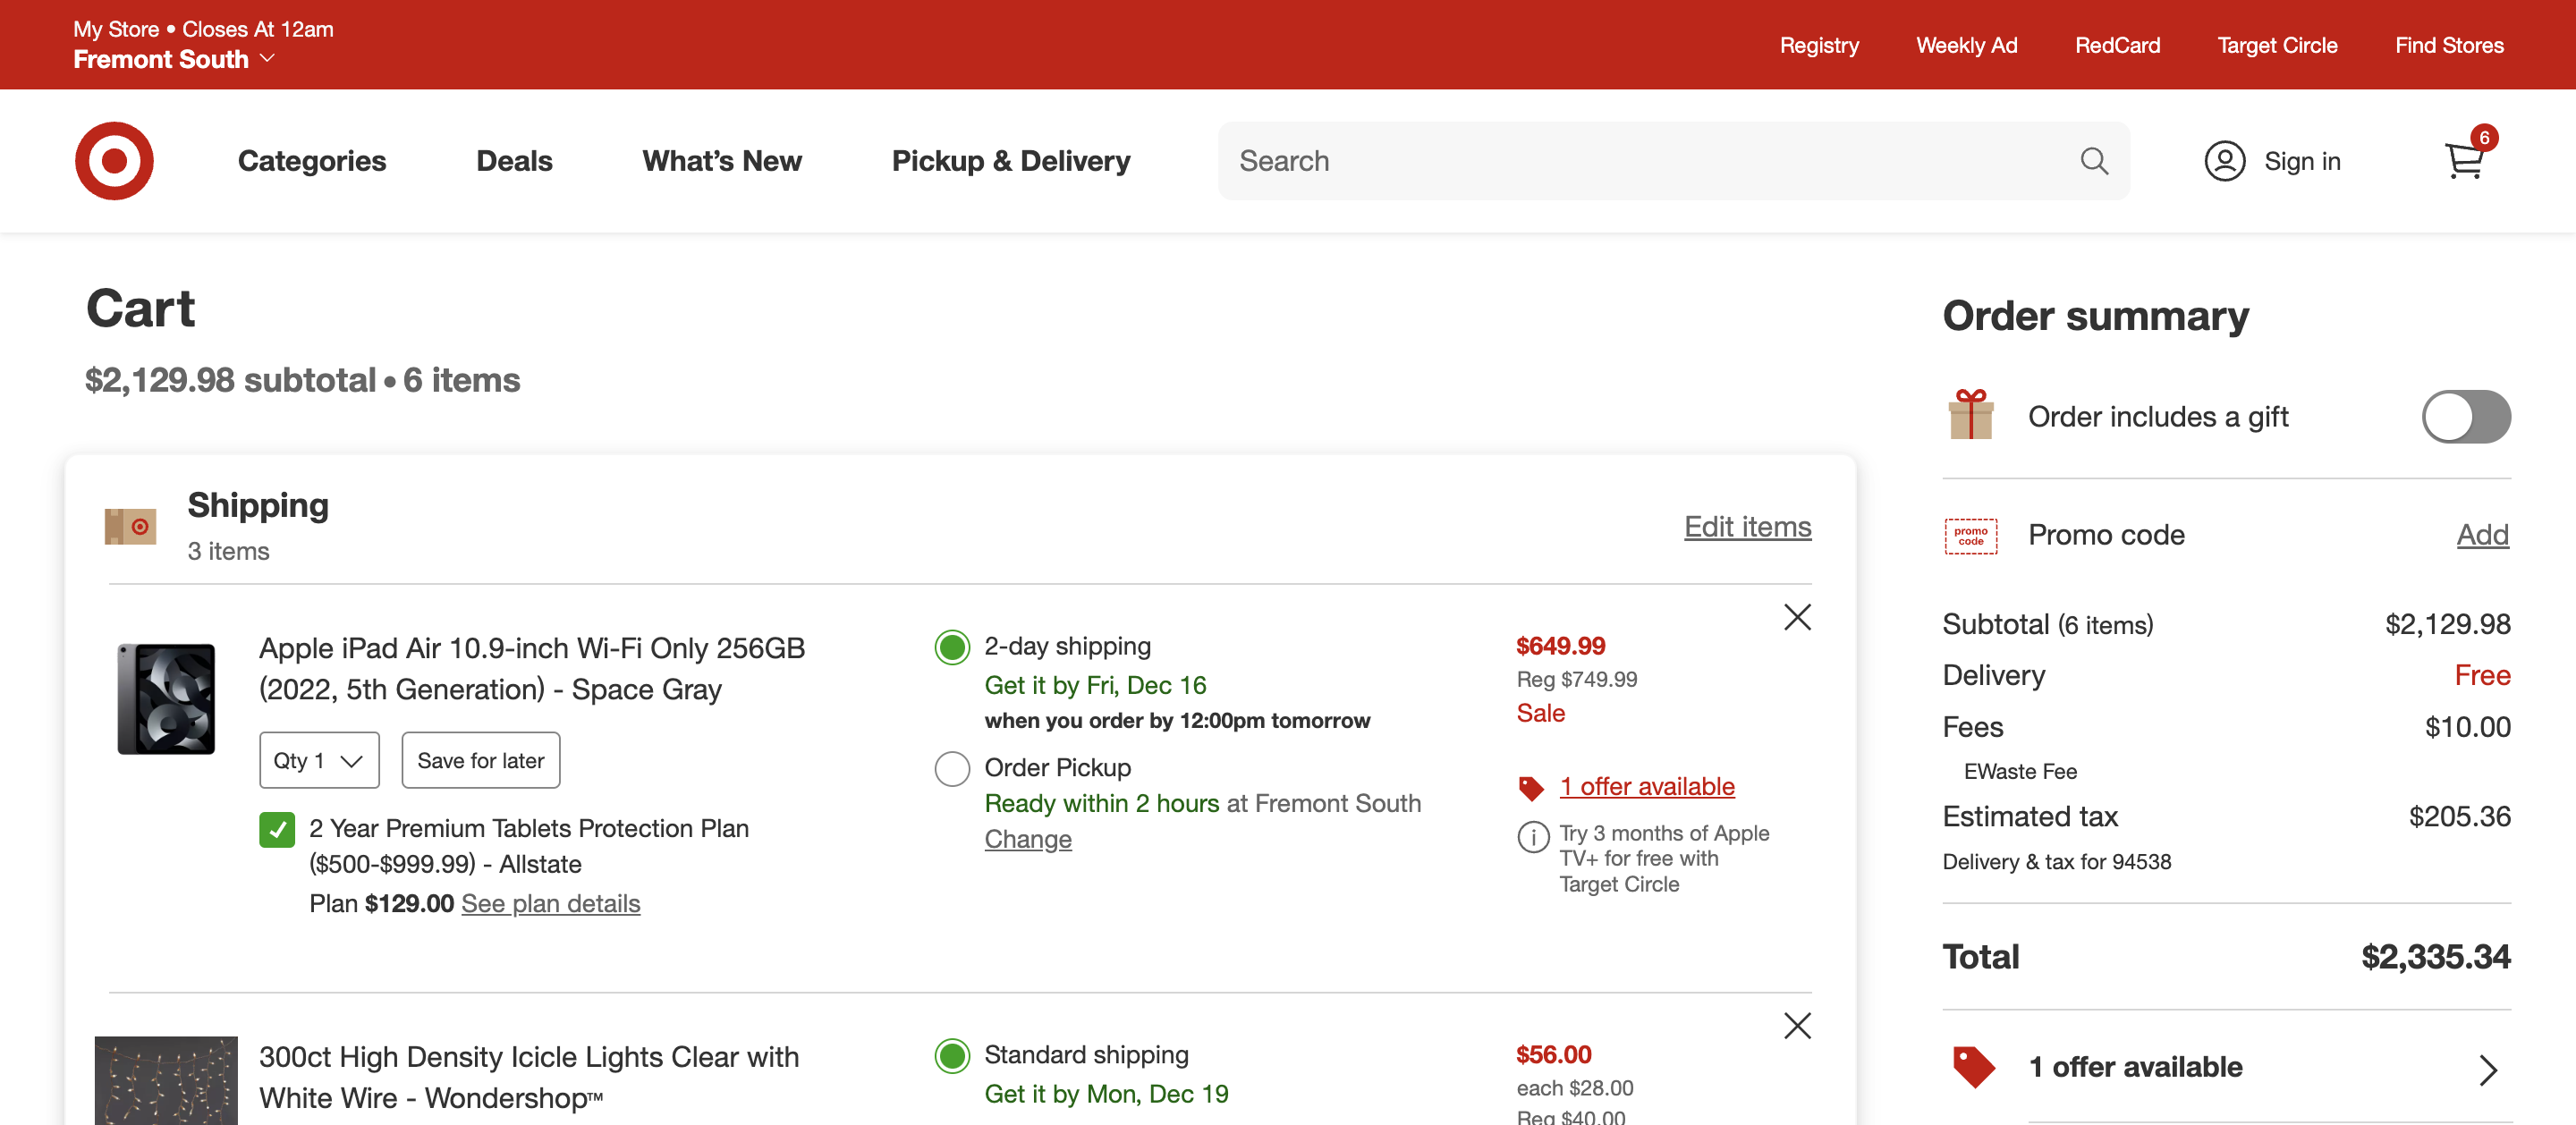 My Store • Closes At 12am
Fremont South
Registry
Weekly Ad
RedCard
Target Circle
Find Stores
Categories
Deals
What's New
Pickup & Delivery
Search
Sign in
6
Cart
$2,129.98 subtotal • 6 items
Shipping
3 items
Edit items
Apple iPad Air 10.9-inch Wi-Fi Only 256GB
(2022, 5th Generation) - Space Gray
Qty 1
Save for later
2 Year Premium Tablets Protection Plan
($500-$999.99) - Allstate
Plan $129.00 See plan details
2-day shipping
Get it by Fri, Dec 16
when you order by 12:00pm tomorrow
Order Pickup
Ready within 2 hours at Fremont South
Change
$649.99
Reg $749.99
Sale
1 offer available
Try 3 months of Apple
TV+ for free with
Target Circle
300ct High Density Icicle Lights Clear with
White Wire - Wondershop™
Standard shipping
Get it by Mon, Dec 19
$56.00
each $28.00
Reg $40.00
Order summary
Order includes a gift
promo
code
Promo code
Add
Subtotal (6 items)
$2,129.98
Delivery
Free
Fees
$10.00
EWaste Fee
Estimated tax
$205.36
Delivery & tax for 94538
Total
$2,335.34
1 offer available